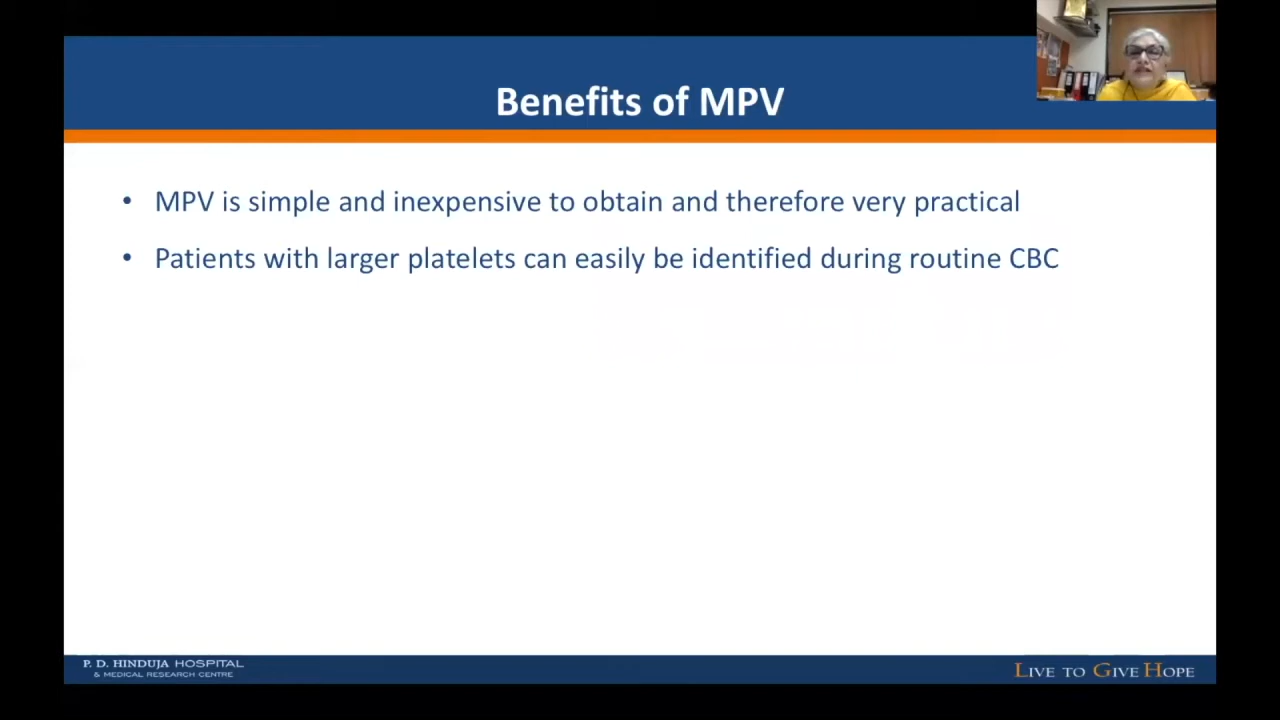 Benefits of MPV
• MPV is simple and inexpensive to obtain and therefore very practical
• Patients with larger platelets can easily be identified during routine CBC
P. D. HINDUJA HOSPITAL
& MEDICAL RESEARCH CENTRE
LIVE TO GIVE HOPE